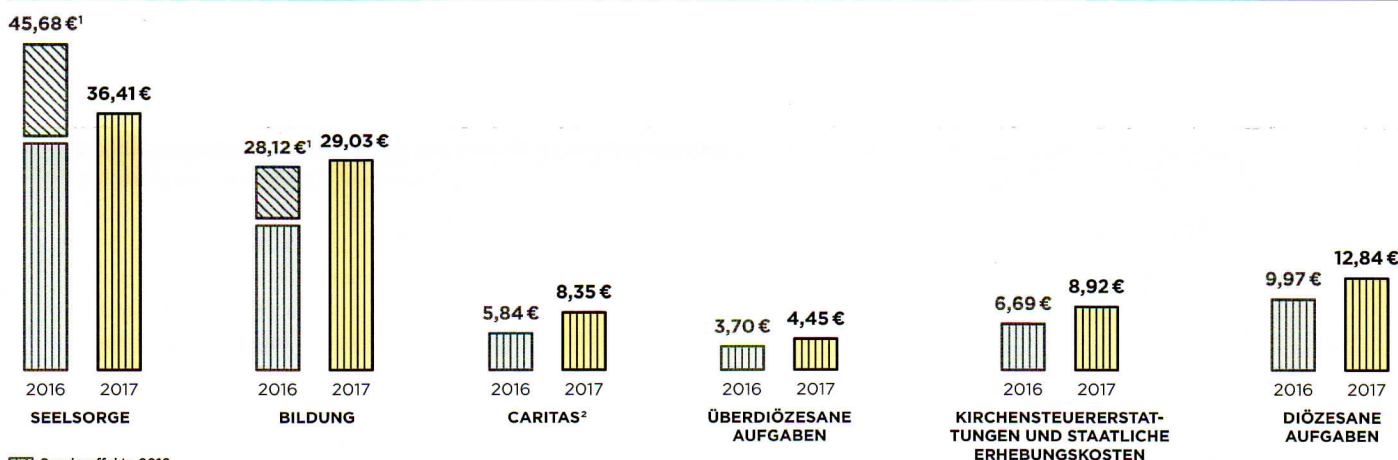 45,68 €¹
36,41 €
28,12 €¹
29,03 €
5,84 €
8,35 €
3,70 €
4,45 €
6,69 €
8,92 €
9,97 €
12,84 €
2016 2017
2016 2017
2016 2017
2016 2017
2016 2017
2016 2017
SEELSORGE
BILDUNG
CARITAS²
ÜBERDIÖZESANE
AUFGABEN
KIRCHENSTEUERERSTAT-
TUNGEN UND STAATLICHE
ERHEBUNGSKOSTEN
DIÖZESANE
AUFGABEN